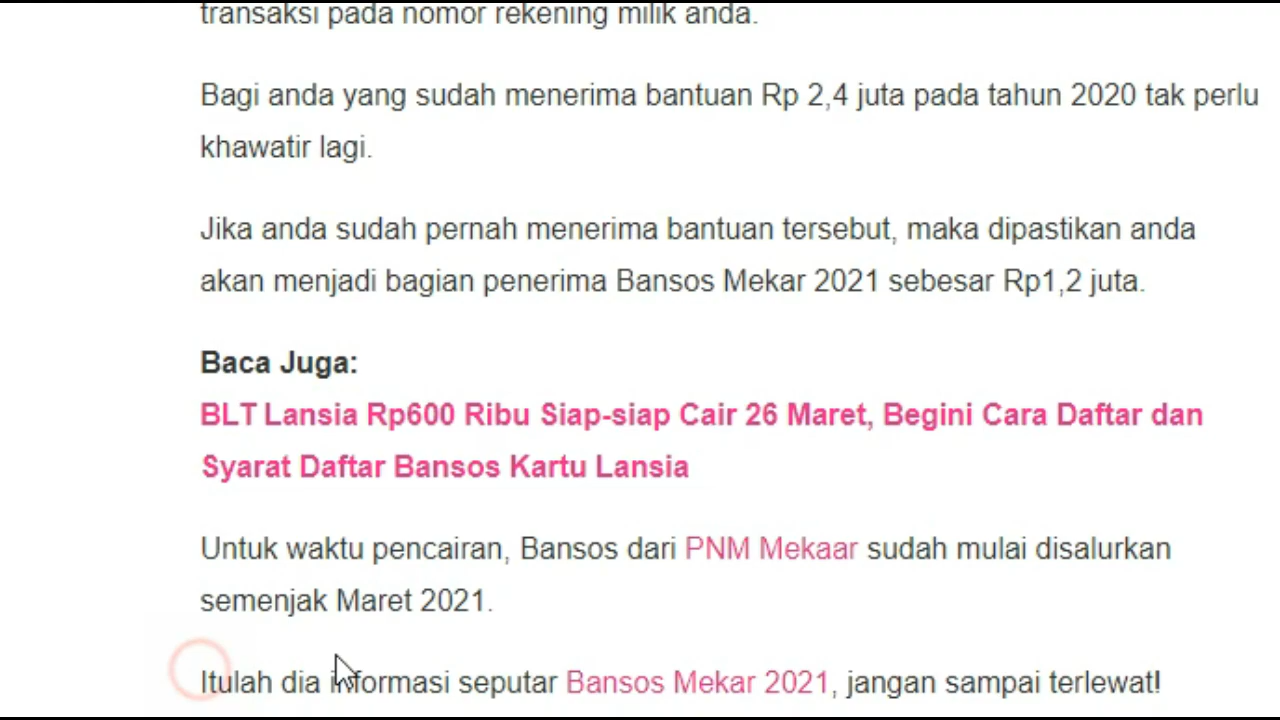 transaksi pada nomor rekening milik anda.
Bagi anda yang sudah menerima bantuan Rp 2,4 juta pada tahun 2020 tak perlu
khawatir lagi.
Jika anda sudah pernah menerima bantuan tersebut, maka dipastikan anda
akan menjadi bagian penerima Bansos Mekar 2021 sebesar Rp1,2 juta.
Baca Juga:
BLT Lansia Rp600 Ribu Siap-siap Cair 26 Maret, Begini Cara Daftar dan
Syarat Daftar Bansos Kartu Lansia
Untuk waktu pencairan, Bansos dari PNM Mekaar sudah mulai disalurkan
semenjak Maret 2021.
Itulah dia informasi seputar Bansos Mekar 2021, jangan sampai terlewat!